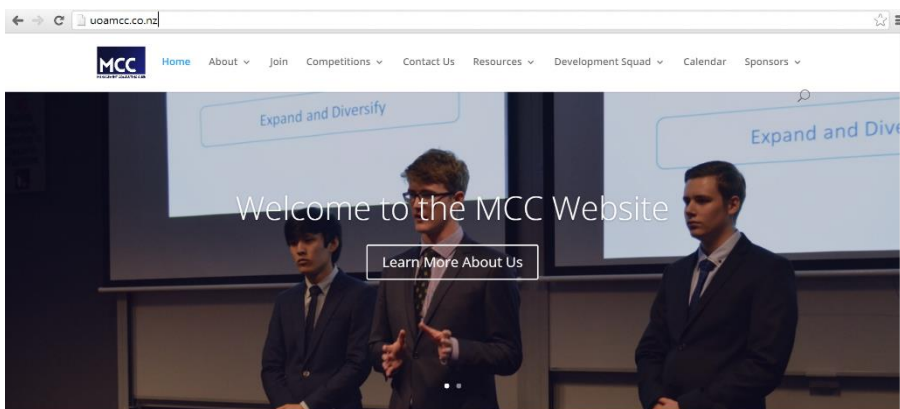 uoamcc.co.nz
MCC
Home About Join Competitions Contact Us Resources Development Squad Calendar Sponsors
Expand and Diversify
Expand and Dive
Welcome to the MCC Website
Learn More About Us